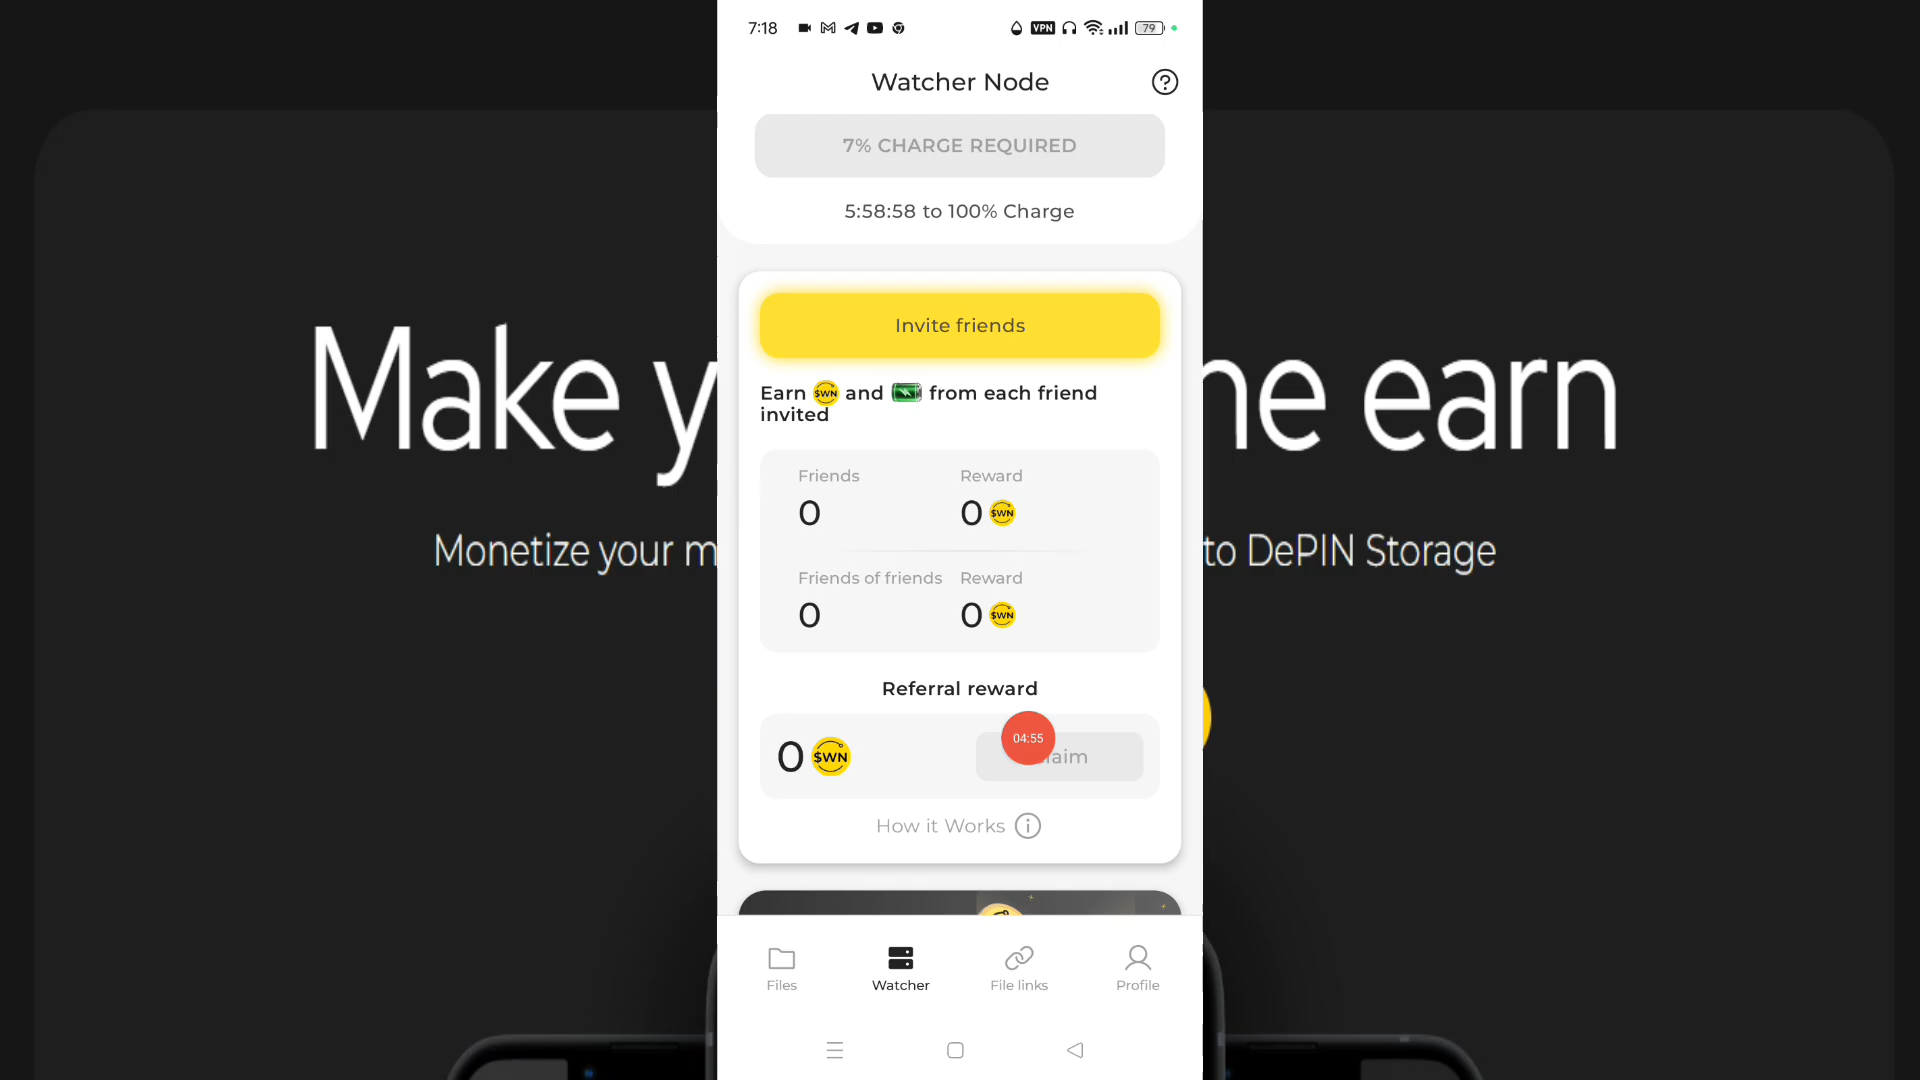 7:18
VPN
79
Watcher Node
7% CHARGE REQUIRED
5:58:58 to 100% Charge
Invite friends
Make y
ne earn
Earn $WN and from each friend
invited
Friends
Reward
0
0 $WN
Monetize your m
to DePIN Storage
Friends of friends
Reward
0
0 $WN
Referral reward
04:55
0 $WN
aim
How it Works
Files
Watcher
File links
Profile